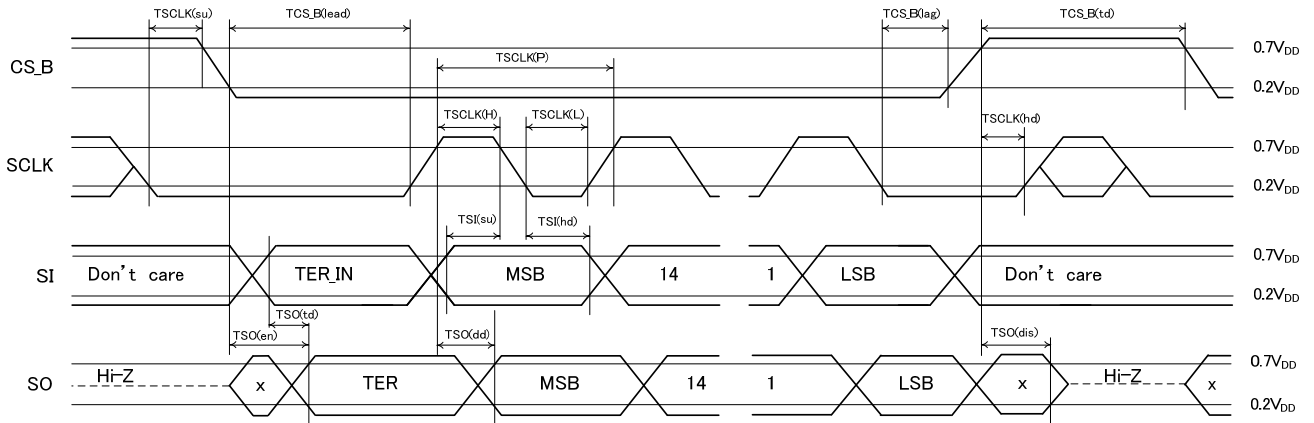 TSCLK(su) TCS_B(lead) TCS_B(lag) TCS_B(td)
CS_B 0.7VDD
TSCLK(P)
0.2VDD
TSCLK(H) TSCLK(L) TSCLK(hd)
SCLK 0.7VDD
0.2VDD
TSI(su) TSI(hd)
SI Don't care TER_IN MSB 14 1 LSB Don't care 0.7VDD
0.2VDD
TSO(td)
TSO(en) TSO(dd) TSO(dis)
SO Hi-Z x TER MSB 14 1 LSB x Hi-Z x 0.7VDD
0.2VDD